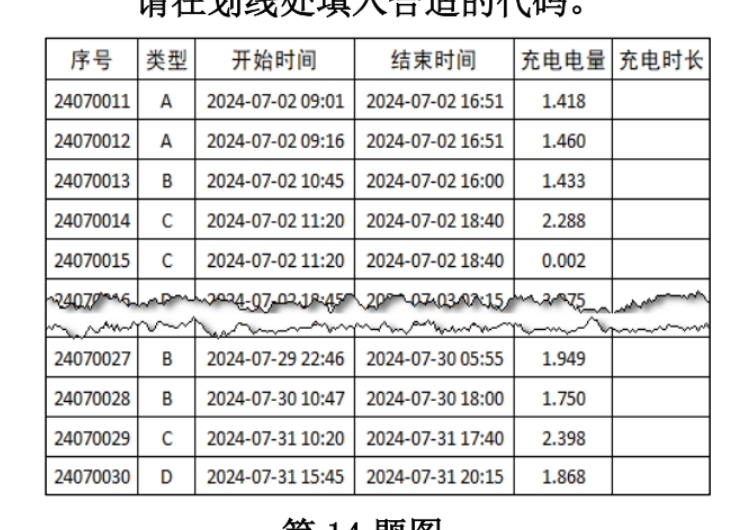 请在划线处填入合适的代码。
序号 类型 开始时间 结束时间 充电电量 充电时长
24070011 A 2024-07-02 09:01 2024-07-02 16:51 1.418
24070012 A 2024-07-02 09:16 2024-07-02 16:51 1.460
24070013 B 2024-07-02 10:45 2024-07-02 16:00 1.433
24070014 C 2024-07-02 11:20 2024-07-02 18:40 2.288
24070015 C 2024-07-02 11:20 2024-07-02 18:40 0.002
24070027 B 2024-07-29 22:46 2024-07-30 05:55 1.949
24070028 B 2024-07-30 10:47 2024-07-30 18:00 1.750
24070029 C 2024-07-31 10:20 2024-07-31 17:40 2.398
24070030 D 2024-07-31 15:45 2024-07-31 20:15 1.868
第 14 题图